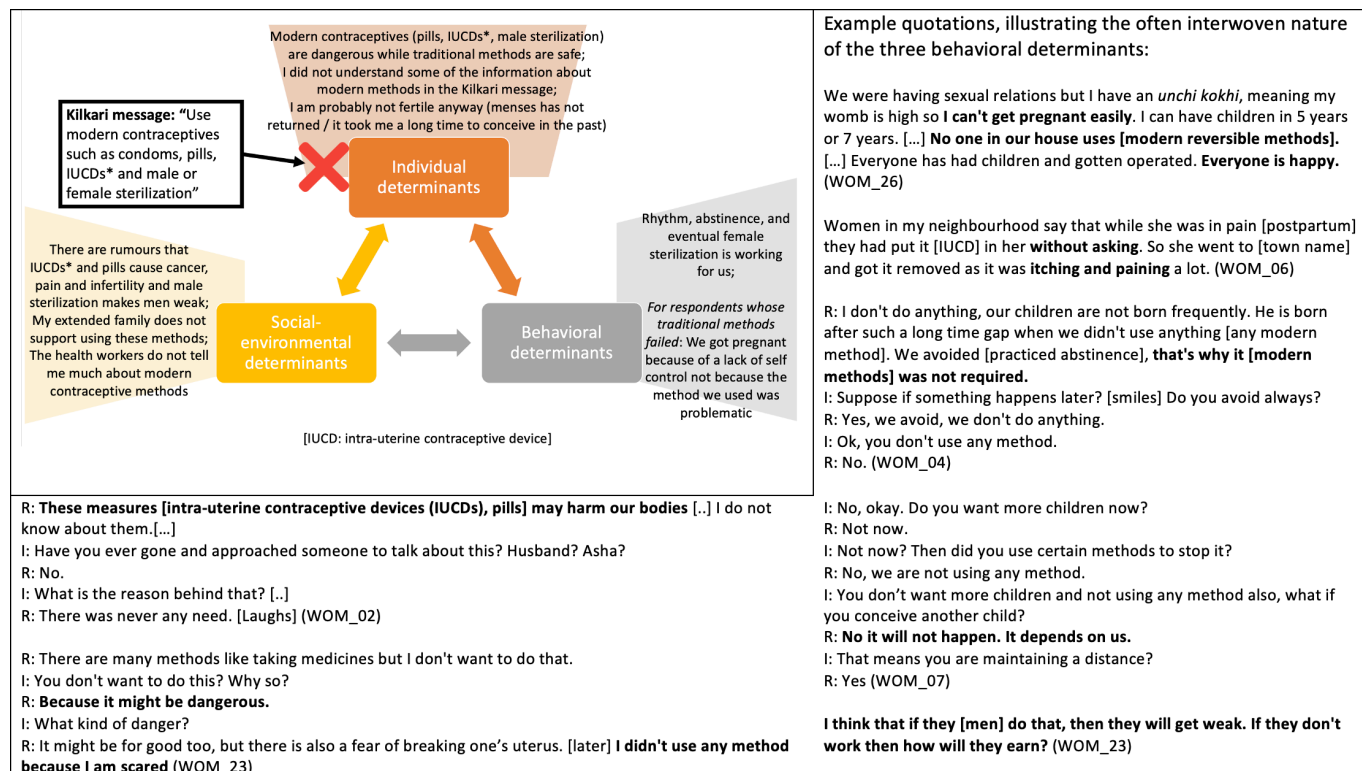 Modern contraceptives (pills, IUCDs*, male sterilization)
are dangerous while traditional methods are safe;
I did not understand some of the information about
modern methods in the Kilkari message;
I am probably not fertile anyway (menses has not
returned / it took me a long time to conceive in the past)
Kilkari message: “Use
modern contraceptives
such as condoms, pills,
IUCDs* and male or
female sterilization”
Individual
determinants
There are rumours that
IUCDs* and pills cause cancer,
pain and infertility and male
sterilization makes men weak;
My extended family does not
support using these methods;
The health workers do not tell
me much about modern
contraceptive methods
Social-
environmental
determinants
Behavioral
determinants
Rhythm, abstinence, and
eventual female
sterilization is working
for us;
For respondents whose
traditional methods
failed: We got pregnant
because of a lack of self
control not because the
method we used was
problematic
[IUCD: intra-uterine contraceptive device]
R: These measures [intra-uterine contraceptive devices (IUCDs), pills] may harm our bodies [..] I do not
know about them.[…]
I: Have you ever gone and approached someone to talk about this? Husband? Asha?
R: No.
I: What is the reason behind that? [..]
R: There was never any need. [Laughs] (WOM_02)
R: There are many methods like taking medicines but I don't want to do that.
I: You don't want to do this? Why so?
R: Because it might be dangerous.
I: What kind of danger?
R: It might be for good too, but there is also a fear of breaking one’s uterus. [later] I didn't use any method
because I am scared (WOM_23)
Example quotations, illustrating the often interwoven nature
of the three behavioral determinants:
We were having sexual relations but I have an unchi kokhi, meaning my
womb is high so I can't get pregnant easily. I can have children in 5 years
or 7 years. […] No one in our house uses [modern reversible methods].
[…] Everyone has had children and gotten operated. Everyone is happy.
(WOM_26)
Women in my neighbourhood say that while she was in pain [postpartum]
they had put it [IUCD] in her without asking. So she went to [town name]
and got it removed as it was itching and paining a lot. (WOM_06)
R: I don't do anything, our children are not born frequently. He is born
after such a long time gap when we didn't use anything [any modern
method]. We avoided [practiced abstinence], that's why it [modern
methods] was not required.
I: Suppose if something happens later? [smiles] Do you avoid always?
R: Yes, we avoid, we don't do anything.
I: Ok, you don't use any method.
R: No. (WOM_04)
I: No, okay. Do you want more children now?
R: Not now.
I: Not now? Then did you use certain methods to stop it?
R: No, we are not using any method.
I: You don’t want more children and not using any method also, what if
you conceive another child?
R: No it will not happen. It depends on us.
I: That means you are maintaining a distance?
R: Yes (WOM_07)
I think that if they [men] do that, then they will get weak. If they don't
work then how will they earn? (WOM_23)